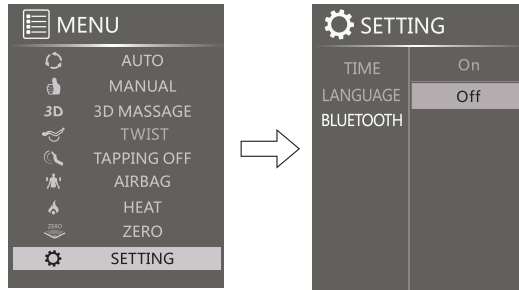 MENU
AUTO
MANUAL
3D 3D MASSAGE
TWIST
TAPPING OFF
AIRBAG
HEAT
ZERO ZERO
SETTING
SETTING
TIME
LANGUAGE
BLUETOOTH
On
Off